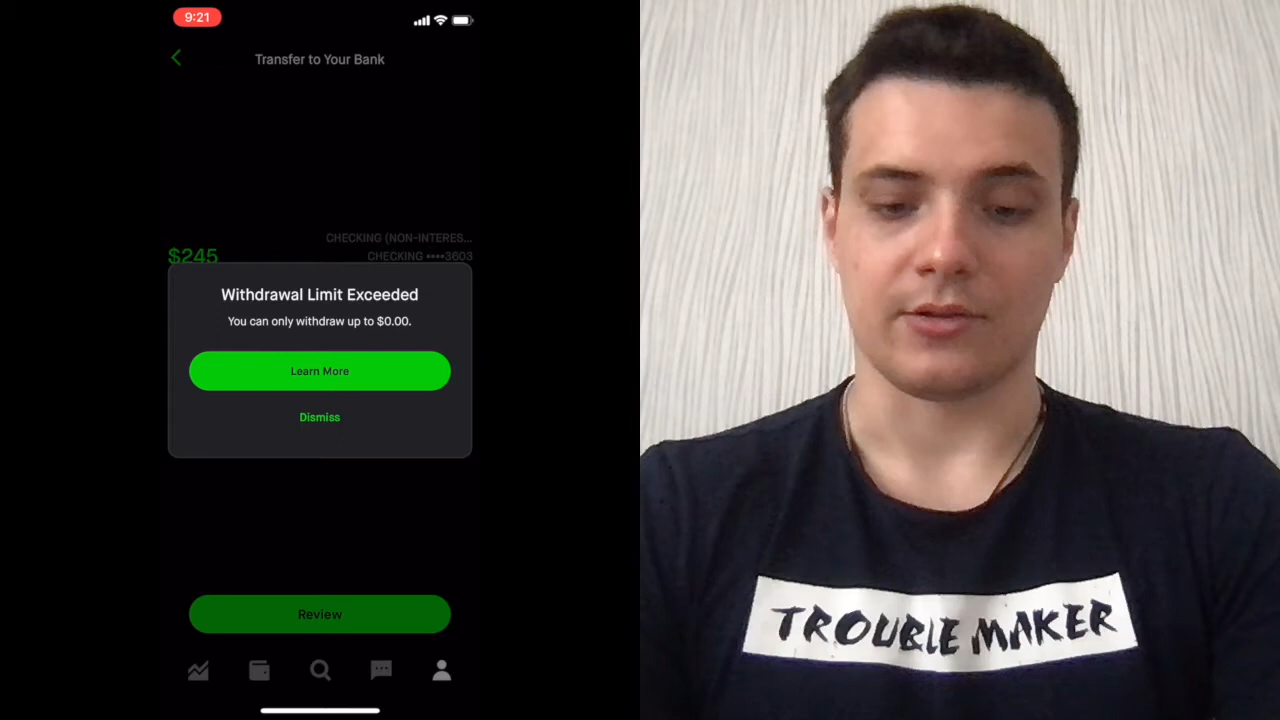 9:21
Transfer to Your Bank
CHECKING (NON-INTERES...
$245
CHECKING ••••3603
Withdrawal Limit Exceeded
You can only withdraw up to $0.00.
Learn More
Dismiss
Review
TROUBLE MAKER